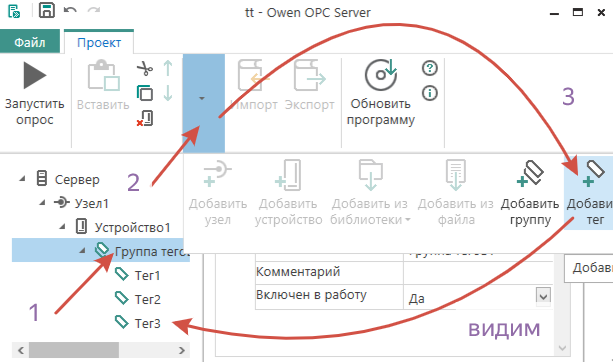 tt - Owen OPC Server
Файл
Проект
Запустить опрос
Вставить
Импорт
Экспорт
Обновить программу
3
2
Добавить узел
Добавить устройство
Добавить из библиотеки
Добавить из файла
Добавить группу
Добави тег
Сервер
Узел1
Устройство1
Группа тегс
1
Тег1
Тег2
Тег3
Комментарий
Включен в работу
Да
Добави
видим